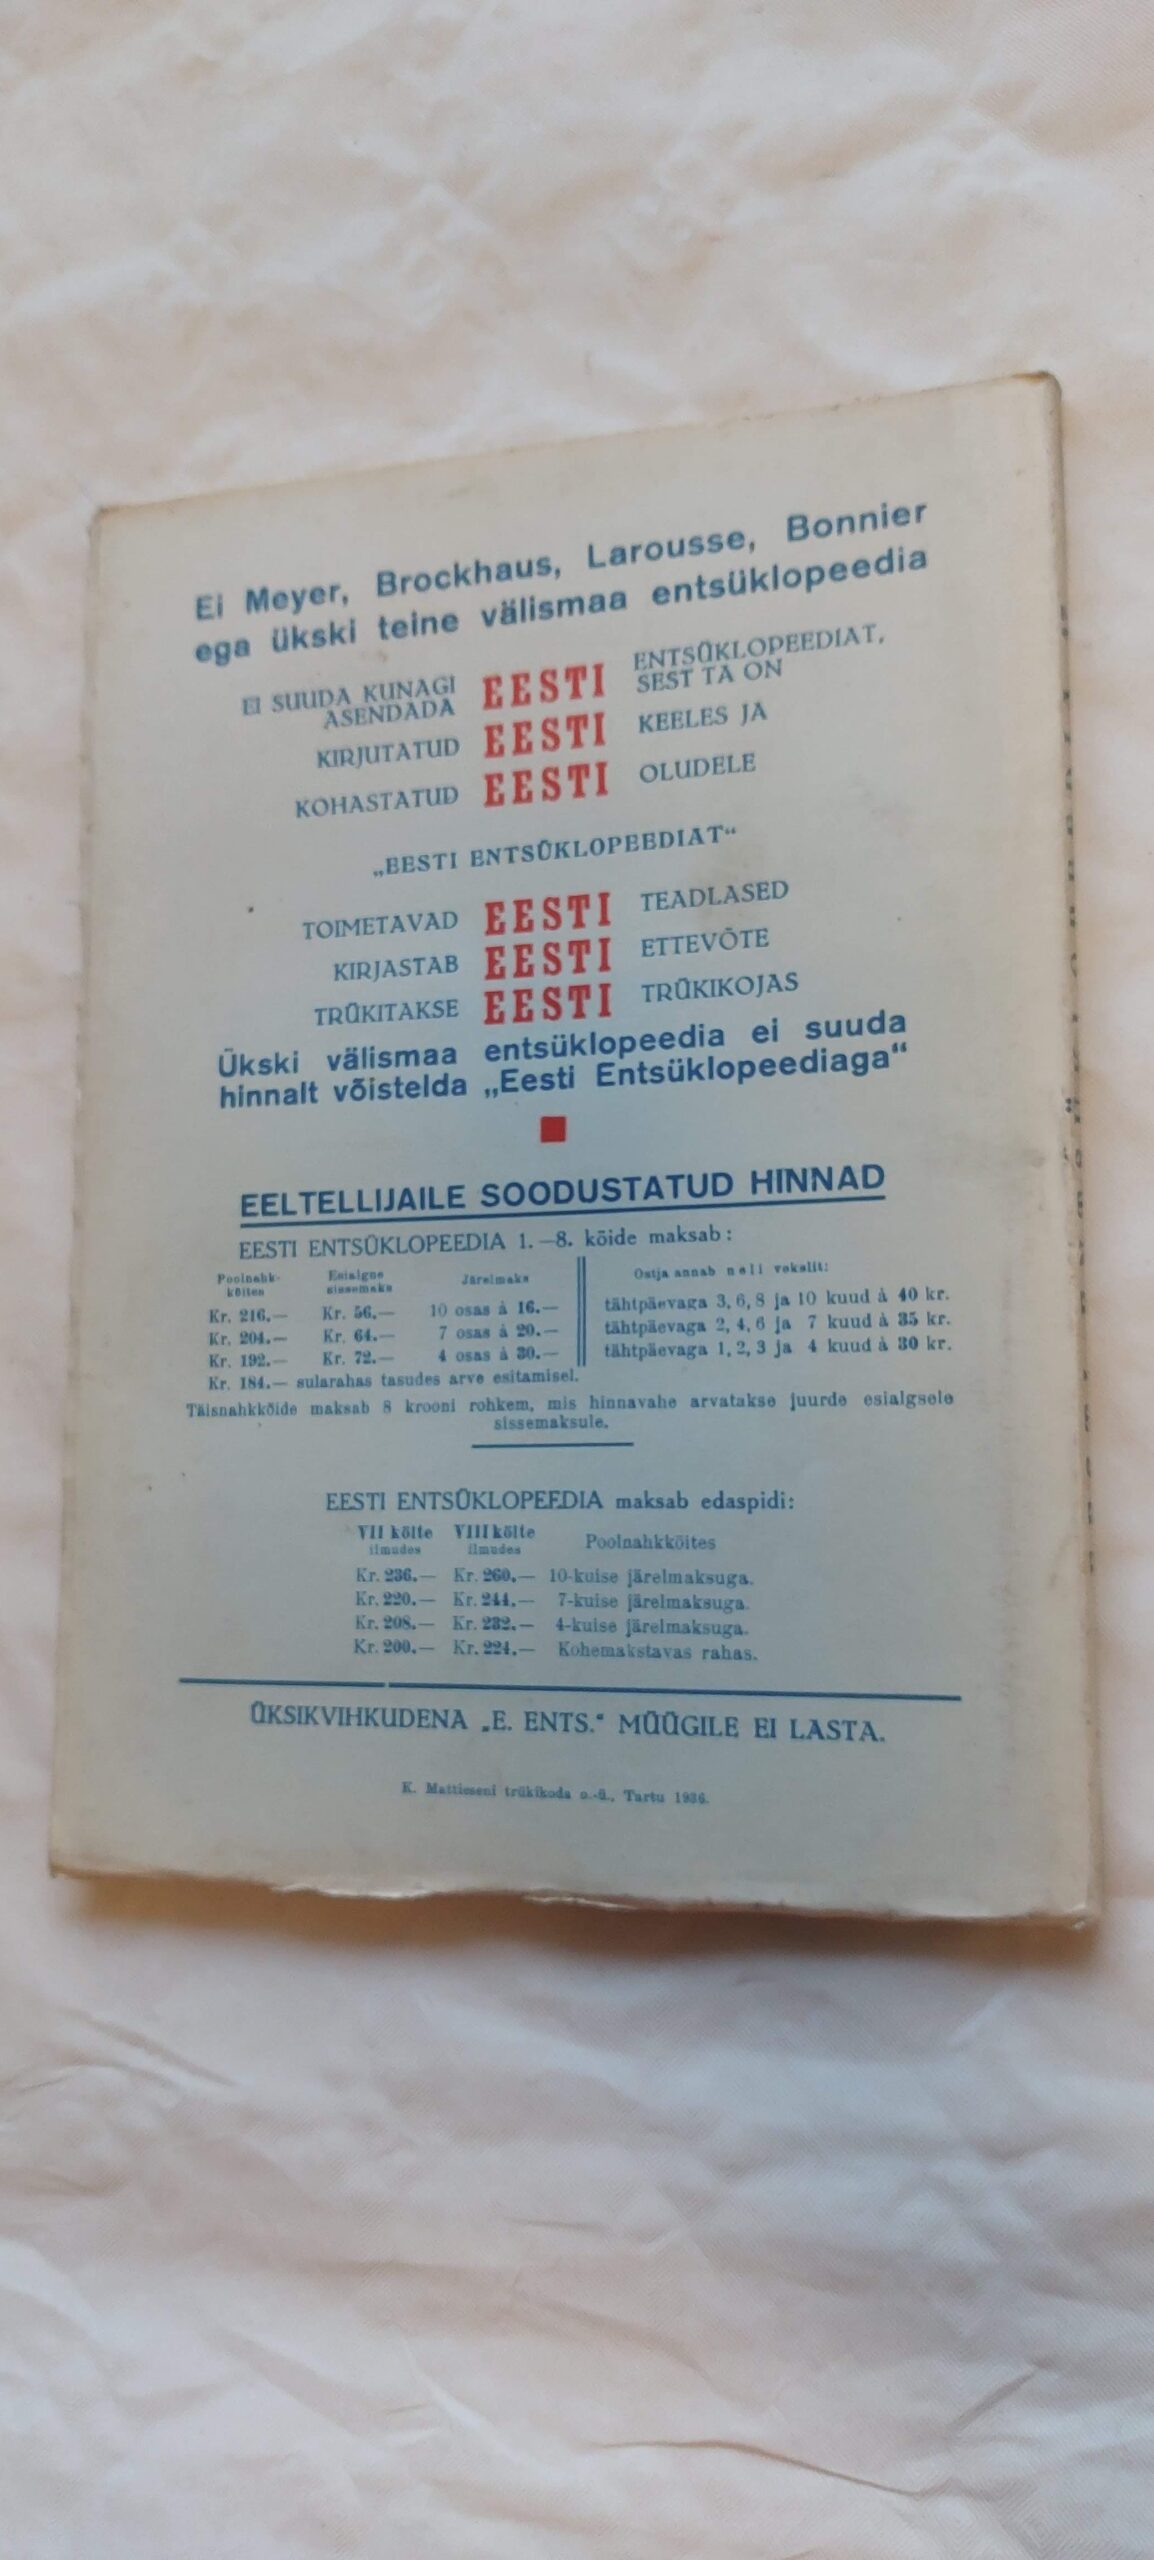 Ei Meyer, Brockhaus, Larousse, Bonnier
ega ükski teine välismaa entsüklopeedia
EI SUUDA KUNAGI ASENDADA EESTI ENTSÜKLOPEEDIAT, SEST TA ON
KIRJUTATUD EESTI KEELES JA
KOHASTATUD EESTI OLUDELE
„EESTI ENTSÜKLOPEEDIAT“
TOIMETAVAD EESTI TEADLASED
KIRJASTAB EESTI ETTEVÕTE
TRÜKITAKSE EESTI TRÜKIKOJAS
Ükski välismaa entsüklopeedia ei suuda
hinnalt võistelda „Eesti Entsüklopeediaga“
EELTELLIJAILE SOODUSTATUD HINNAD
EESTI ENTSÜKLOPEEDIA 1.—8. köide maksab:
Poolnahk-köites Esialgne sissemaks Järelmaks Ostja annab neli vekslit:
Kr. 216.— Kr. 56.— 10 osas à 16.— tähtpäevaga 3, 6, 8 ja 10 kuud à 40 kr.
Kr. 204.— Kr. 64.— 7 osas à 20.— tähtpäevaga 2, 4, 6 ja 7 kuud à 35 kr.
Kr. 192.— Kr. 72.— 4 osas à 30.— tähtpäevaga 1, 2, 3 ja 4 kuud à 30 kr.
Kr. 184.— sularahas tasudes arve esitamisel.
Täisnahkköide maksab 8 krooni rohkem, mis hinnavahe arvatakse juurde esialgsele
sissemaksule.
EESTI ENTSÜKLOPEEDIA maksab edaspidi:
VII köite ilmudes VIII köite ilmudes Poolnahkköites
Kr. 236.— Kr. 260.— 10-kuise järelmaksuga.
Kr. 220.— Kr. 244.— 7-kuise järelmaksuga.
Kr. 208.— Kr. 232.— 4-kuise järelmaksuga.
Kr. 200.— Kr. 224.— Kohemakstavas rahas.
ÜKSIKVIHKUDENA „E. ENTS.“ MÜÜGILE EI LASTA.
K. Mattieseni trükikoda o.-ü., Tartu 1936.